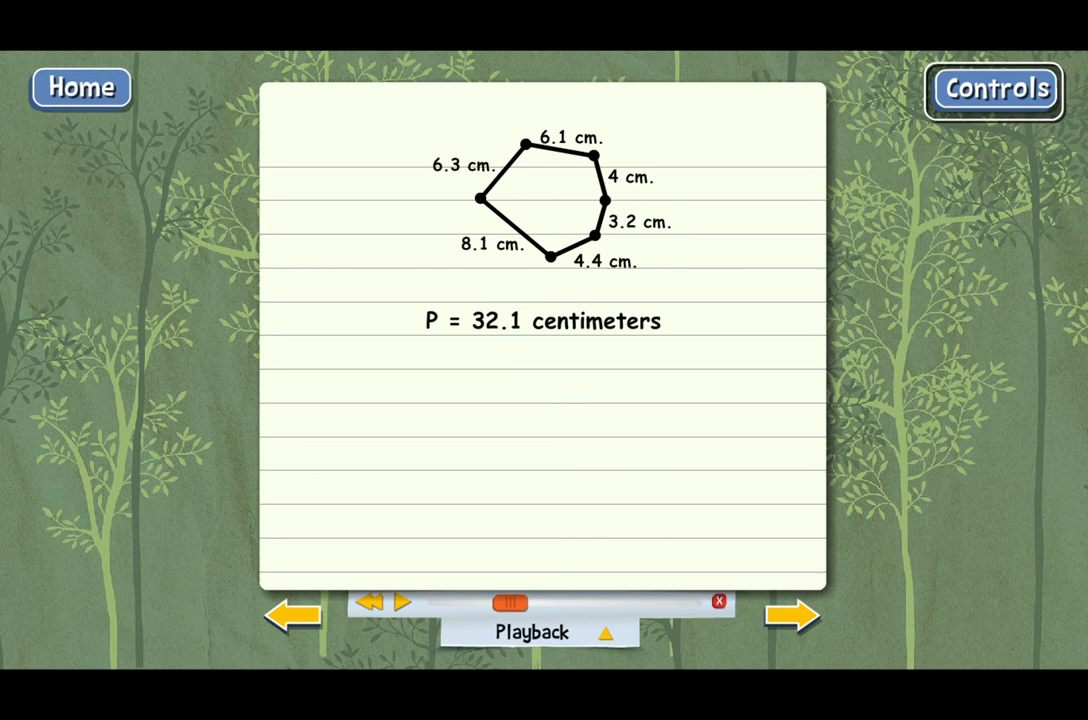 Home
Controls
6.1 cm.
6.3 cm.
4 cm.
3.2 cm.
8.1 cm.
4.4 cm.
P = 32.1 centimeters
X
Playback